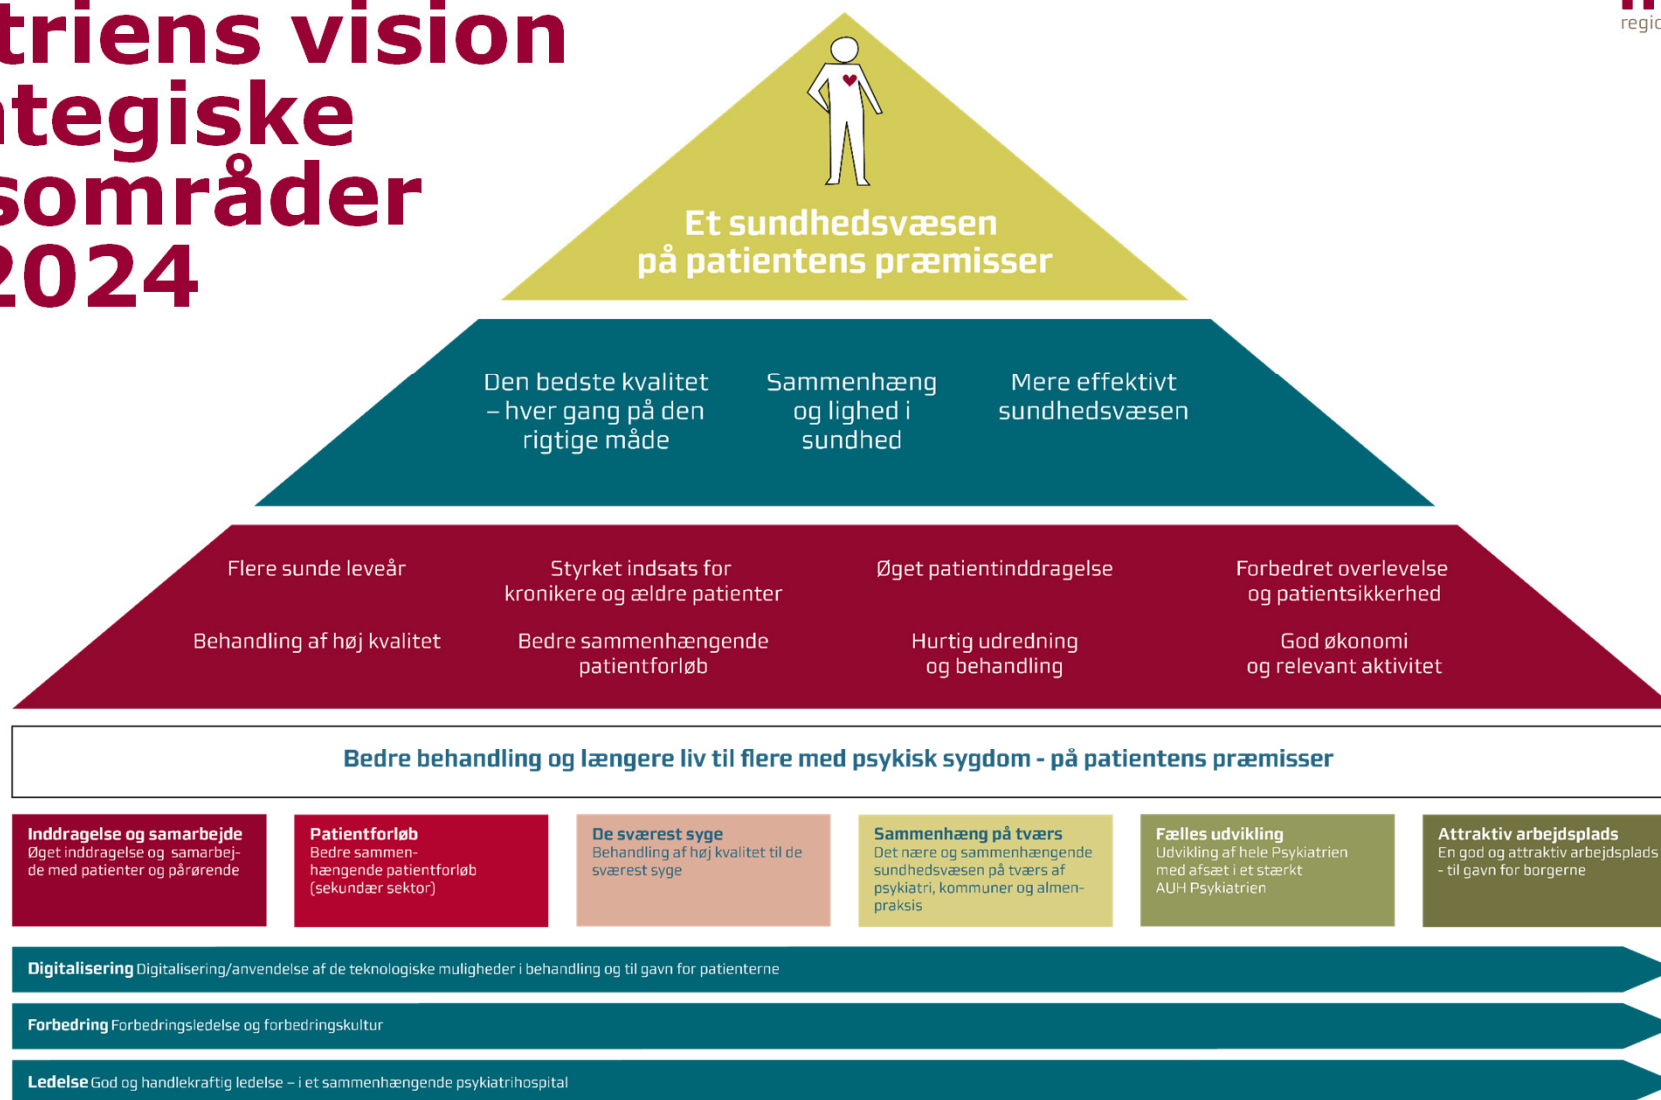 triens vision
ategiske
sområder
2024
regio
Et sundhedsvæsen
på patientens præmisser
Den bedste kvalitet
– hver gang på den
rigtige måde
Sammenhæng
og lighed i
sundhed
Mere effektivt
sundhedsvæsen
Flere sunde leveår
Styrket indsats for
kronikere og ældre patienter
Øget patientinddragelse
Forbedret overlevelse
og patientsikkerhed
Behandling af høj kvalitet
Bedre sammenhængende
patientforløb
Hurtig udredning
og behandling
God økonomi
og relevant aktivitet
Bedre behandling og længere liv til flere med psykisk sygdom - på patientens præmisser
Inddragelse og samarbejde
Øget inddragelse og samarbej-
de med patienter og pårørende
Patientforløb
Bedre sammen-
hængende patientforløb
(sekundær sektor)
De sværest syge
Behandling af høj kvalitet til de
sværest syge
Sammenhæng på tværs
Det nære og sammenhængende
sundhedsvæsen på tværs af
psykiatri, kommuner og almen-
praksis
Fælles udvikling
Udvikling af hele Psykiatrien
med afsæt i et stærkt
AUH Psykiatrien
Attraktiv arbejdsplads
En god og attraktiv arbejdsplads
- til gavn for borgerne
Digitalisering Digitalisering/anvendelse af de teknologiske muligheder i behandling og til gavn for patienterne
Forbedring Forbedringsledelse og forbedringskultur
Ledelse God og handlekraftig ledelse – i et sammenhængende psykiatrihospital